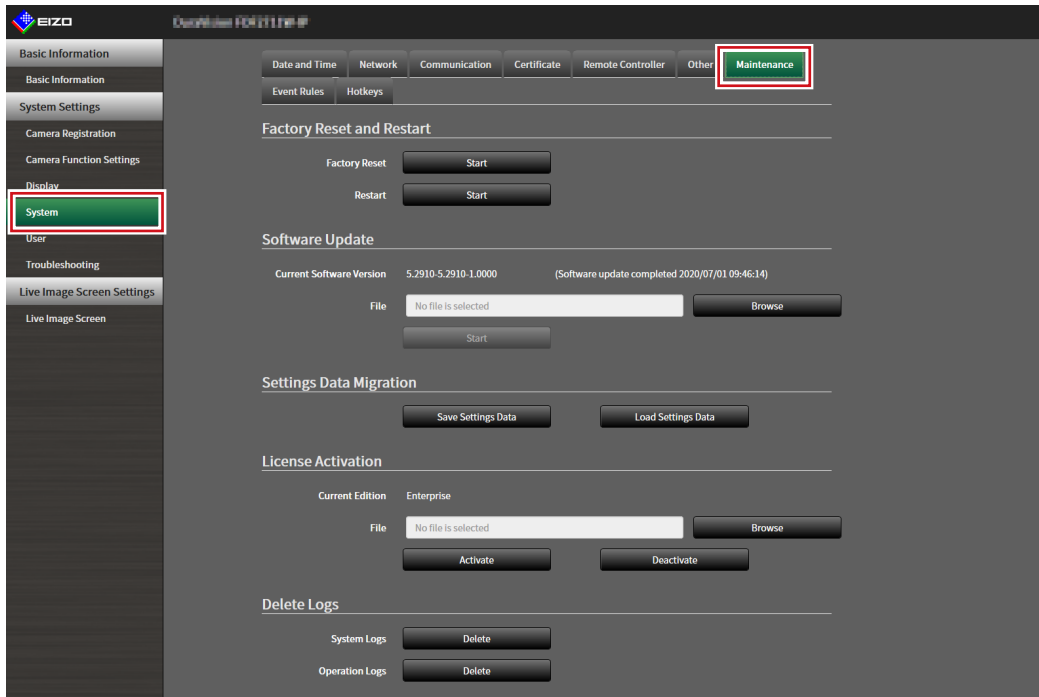 EIZO
Basic Information
Basic Information
System Settings
Camera Registration
Camera Function Settings
Display
System
User
Troubleshooting
Live Image Screen Settings
Live Image Screen
Date and Time Network Communication Certificate Remote Controller Other Maintenance
Event Rules Hotkeys
Factory Reset and Restart
Factory Reset Start
Restart Start
Software Update
Current Software Version 5.2910-5.2910-1.0000 (Software update completed 2020/07/01 09:46:14)
File No file is selected Browse
Start
Settings Data Migration
Save Settings Data Load Settings Data
License Activation
Current Edition Enterprise
File No file is selected Browse
Activate Deactivate
Delete Logs
System Logs Delete
Operation Logs Delete